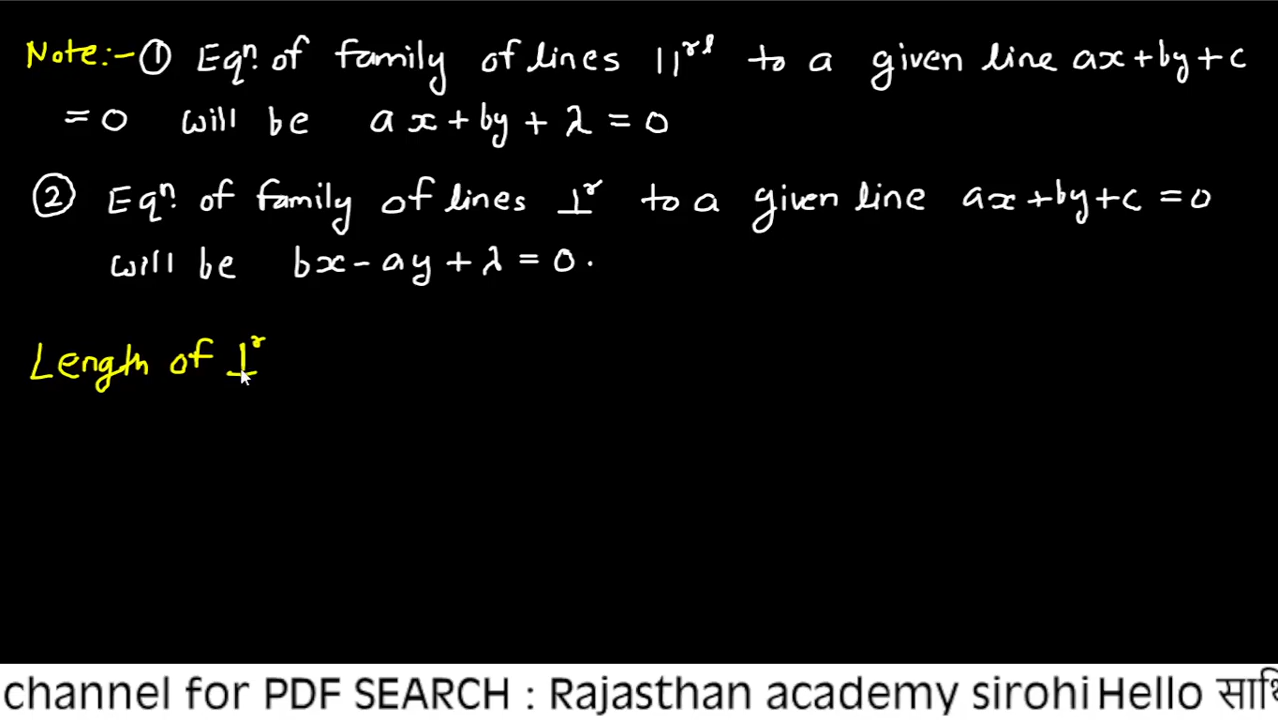 Note:- ① Eqⁿ. of family of lines ||ʳˡ to a given line ax+by+c
= 0 will be ax + by + λ = 0
② Eqⁿ. of family of lines ⊥ʳ to a given line ax+by+c = 0
will be bx - ay + λ = 0.
Length of ⊥ʳ
channel for PDF SEARCH : Rajasthan academy sirohi Hello